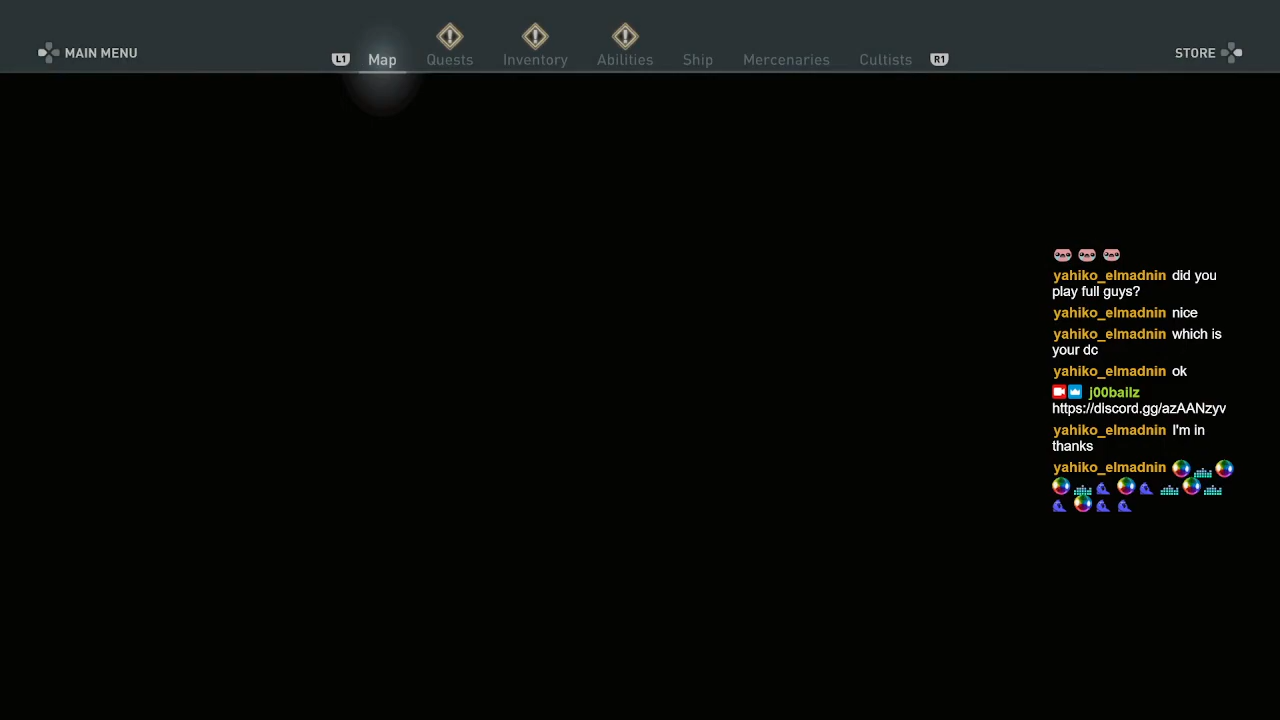 MAIN MENU
L1 Map Quests Inventory Abilities Ship Mercenaries Cultists R1
STORE
yahiko_elmadnin did you
play full guys?
yahiko_elmadnin nice
yahiko_elmadnin which is
your dc
yahiko_elmadnin ok
j00bailz
https://discord.gg/azAANzyv
yahiko_elmadnin I'm in
thanks
yahiko_elmadnin